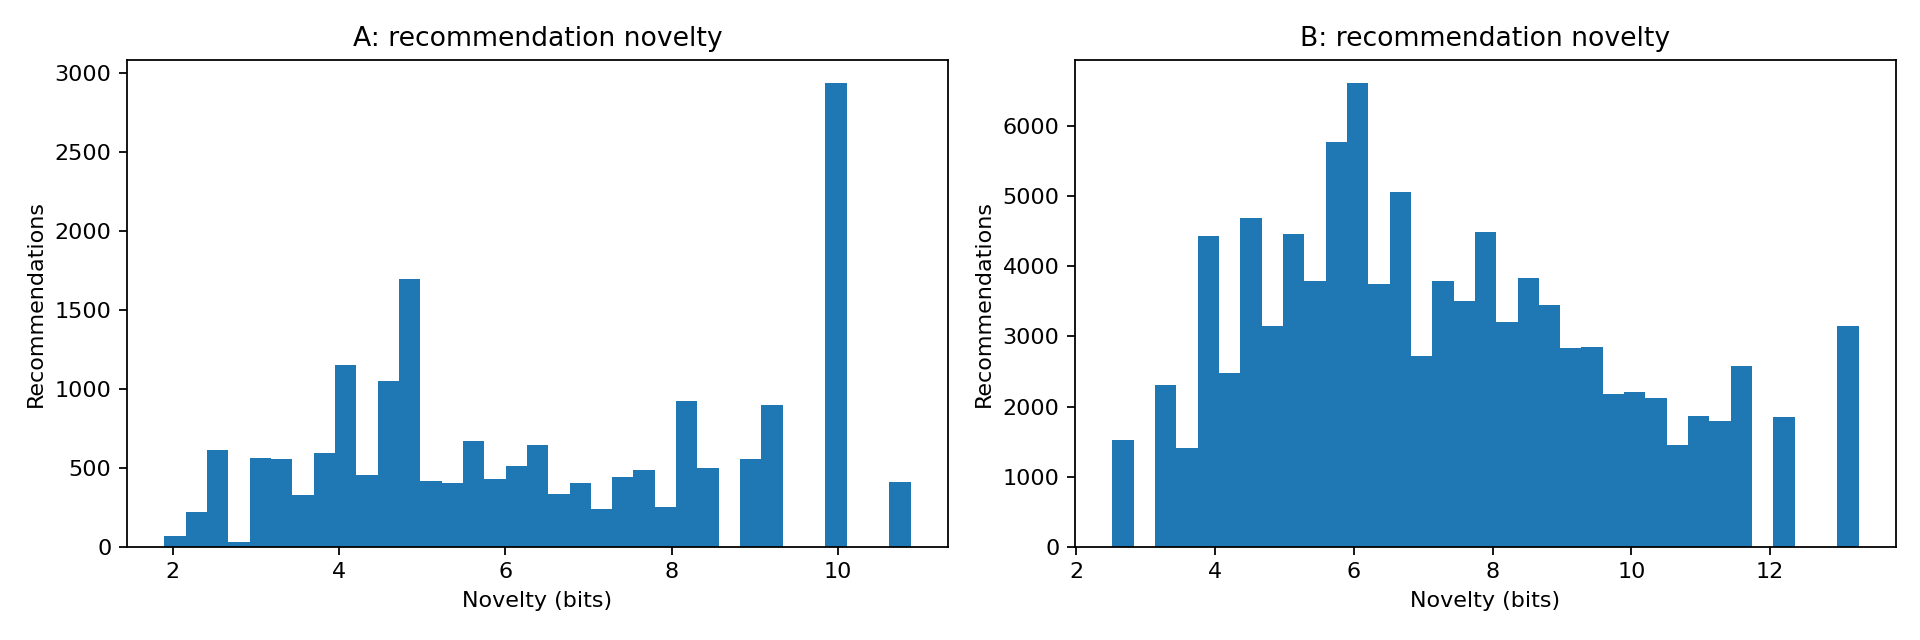 A: recommendation novelty
3000
2500
2000
1500
1000
500
0
Recommendations
2 4 6 8 10
Novelty (bits)
B: recommendation novelty
6000
5000
4000
3000
2000
1000
0
Recommendations
2 4 6 8 10 12
Novelty (bits)